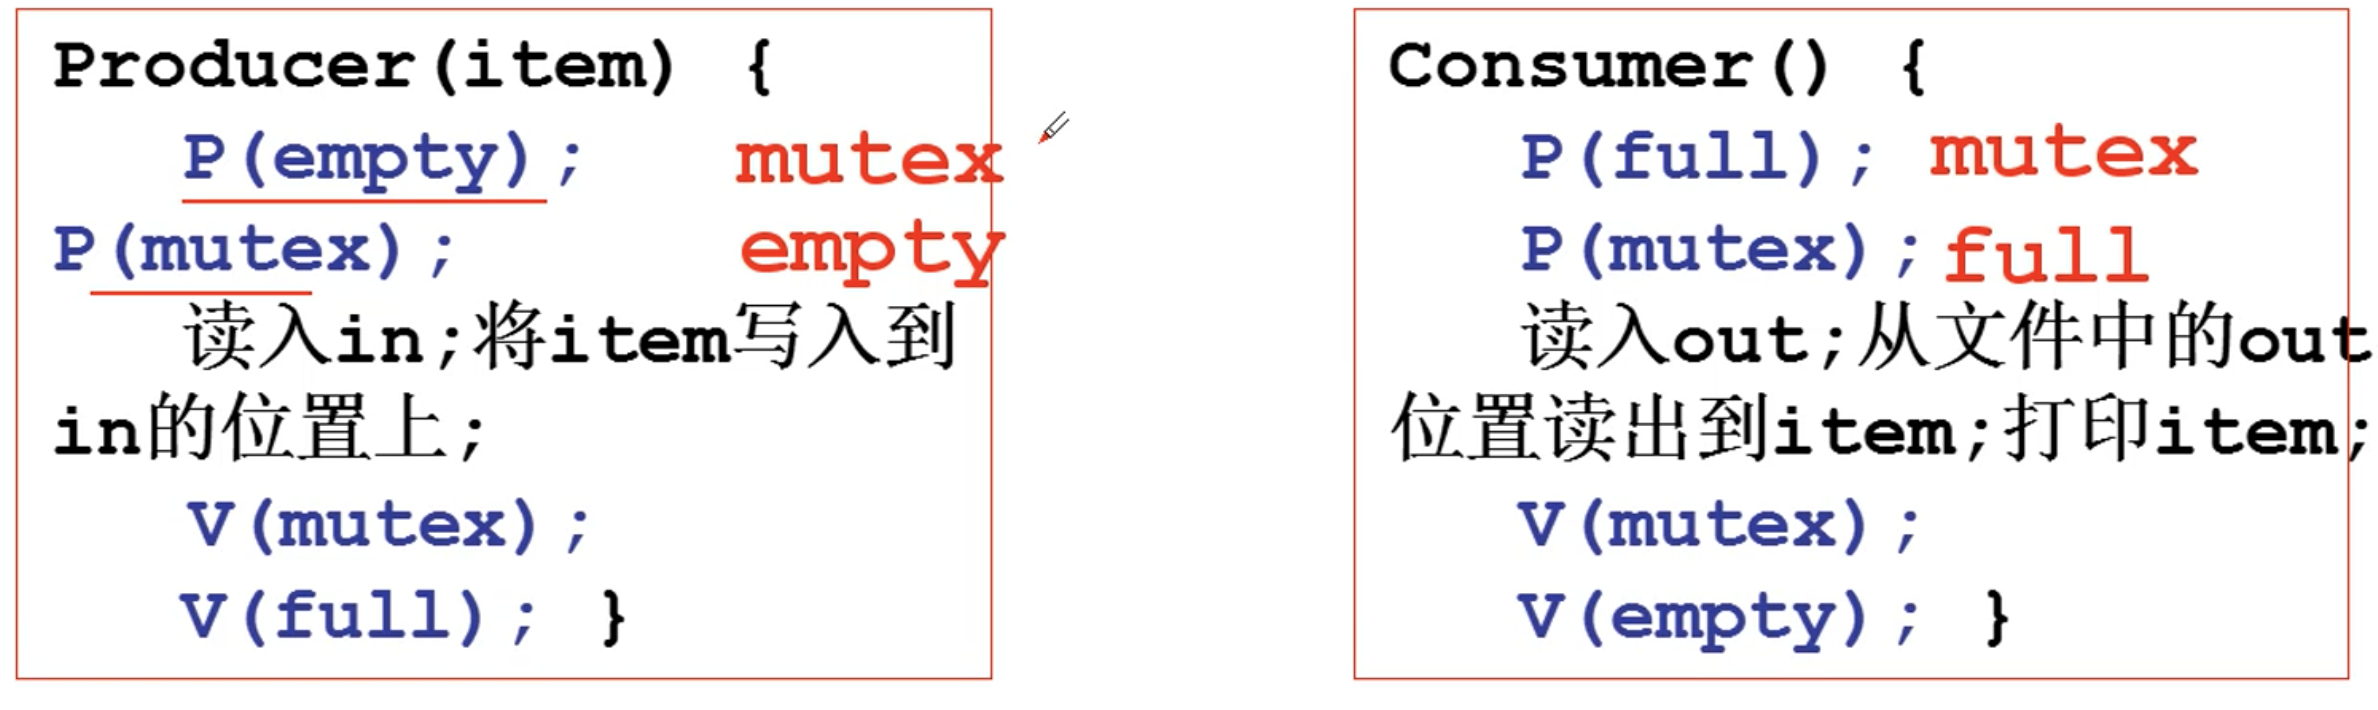 Producer(item) {
P(empty); mutex
P(mutex); empty
读入in;将item写入到
in的位置上;
V(mutex);
V(full); }
Consumer() {
P(full); mutex
P(mutex); full
读入out;从文件中的out
位置读出到item;打印item;
V(mutex);
V(empty); }